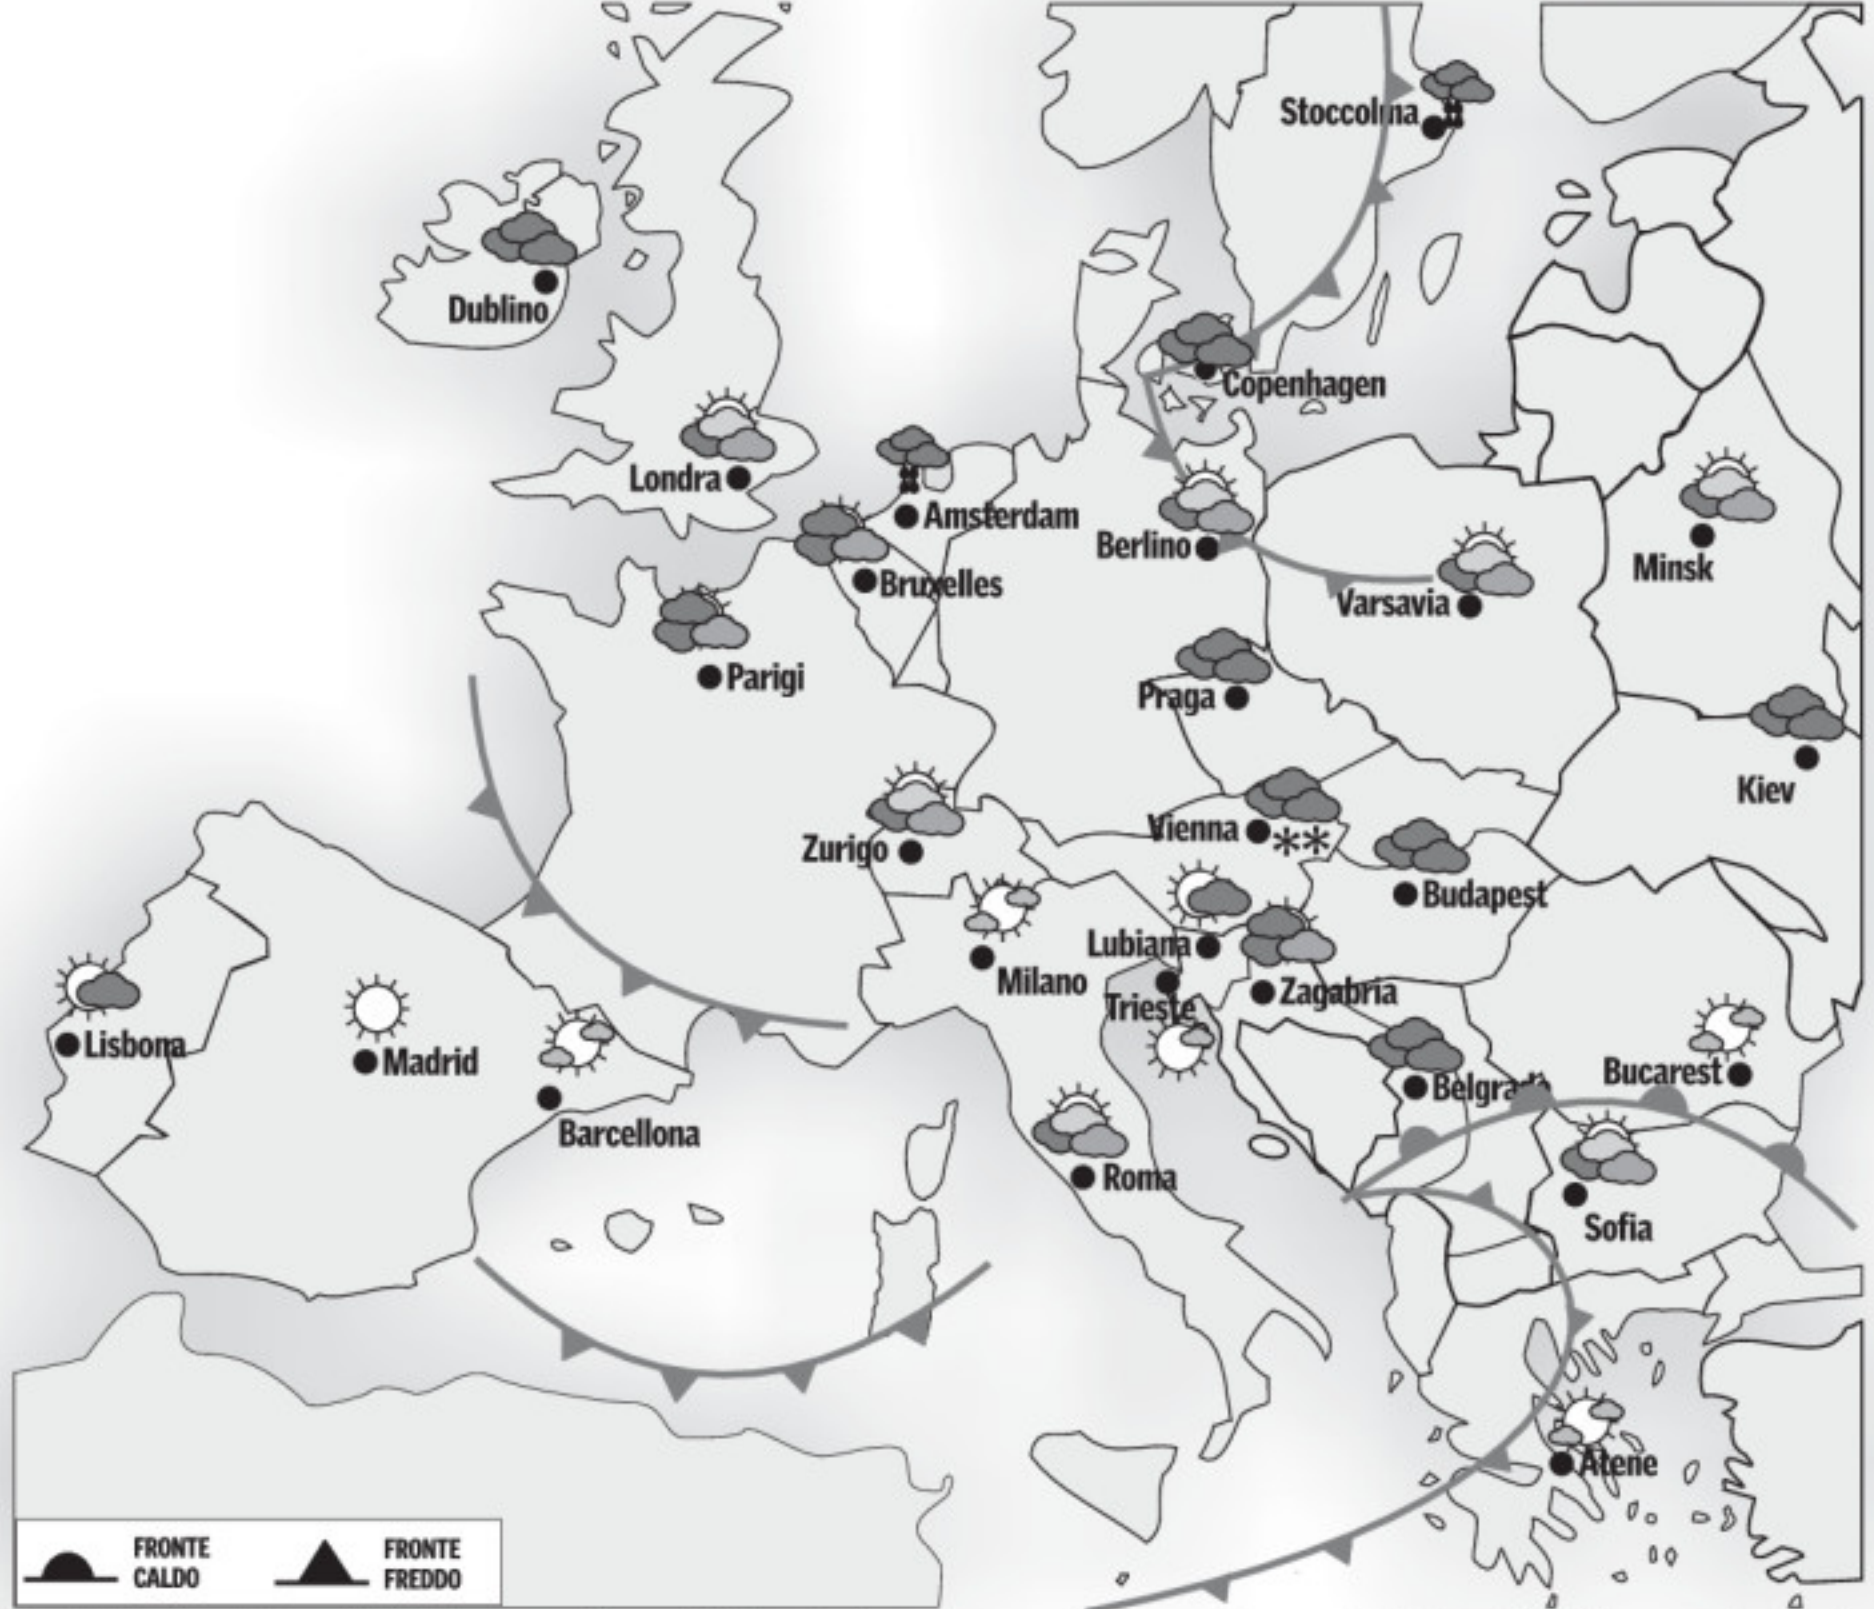 Stoccolma
Dublino
Copenhagen
Londra
Amsterdam
Berlino
Bruxelles
Minsk
Varsavia
Parigi
Praga
Kiev
Vienna
Zurigo
Budapest
Lubiana
Milano
Zagabria
Trieste
Lisbona
Madrid
Bucarest
Belgrado
Barcellona
Roma
Sofia
Atene
FRONTE
CALDO
FRONTE
FREDDO